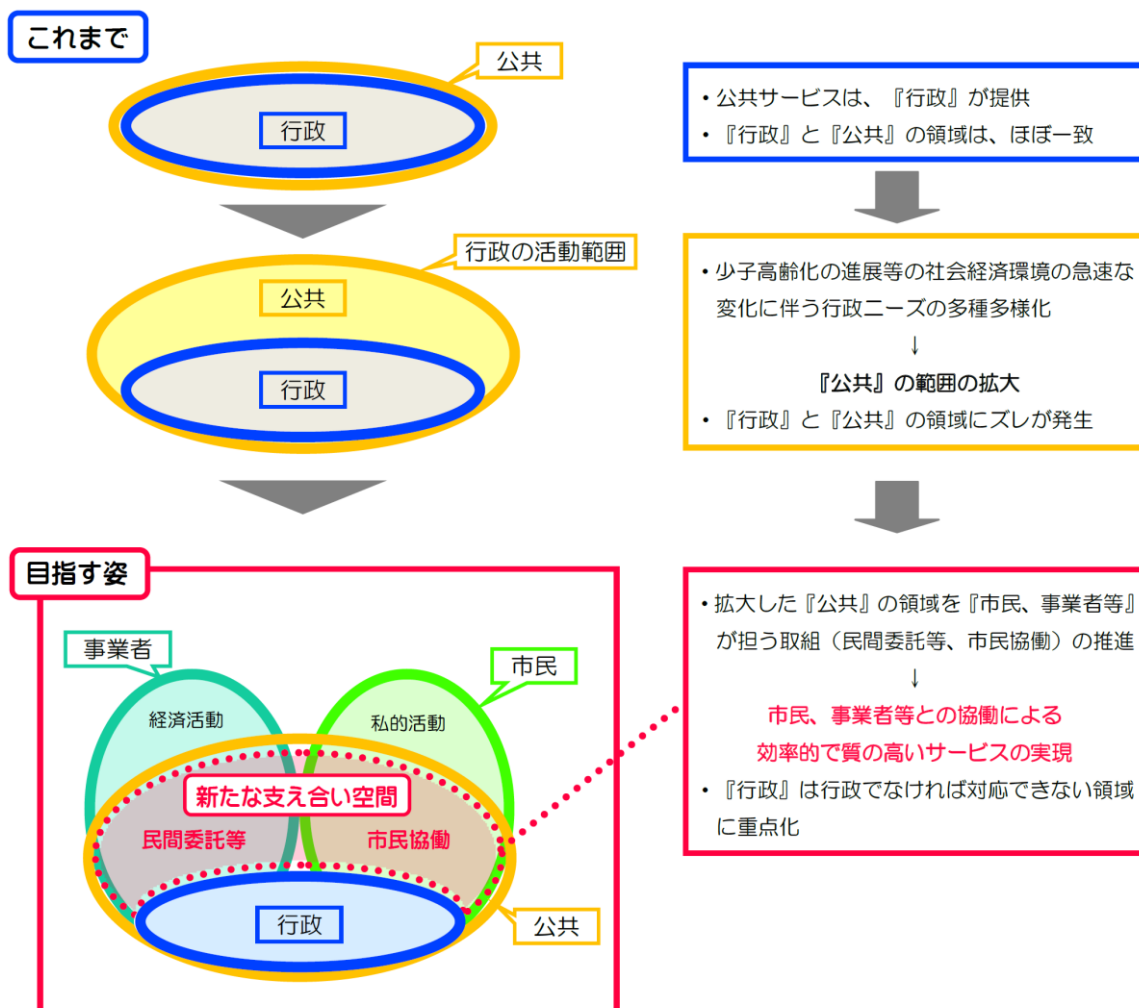 これまで
公共
行政
・公共サービスは、『行政』が提供
・『行政』と『公共』の領域は、ほぼ一致
行政の活動範囲
公共
行政
・少子高齢化の進展等の社会経済環境の急速な
変化に伴う行政ニーズの多種多様化
↓
『公共』の範囲の拡大
・『行政』と『公共』の領域にズレが発生
目指す姿
事業者
市民
経済活動
私的活動
新たな支え合い空間
民間委託等
市民協働
行政
公共
・拡大した『公共』の領域を『市民、事業者等』
が担う取組（民間委託等、市民協働）の推進
↓
市民、事業者等との協働による
効率的で質の高いサービスの実現
・『行政』は行政でなければ対応できない領域
に重点化